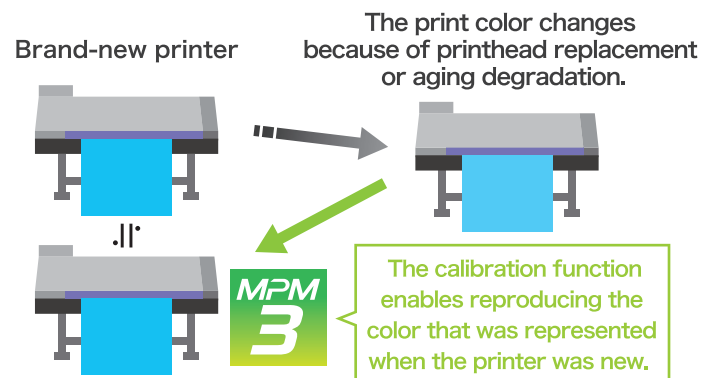 Brand-new printer
The print color changes
because of printhead replacement
or aging degradation.
MPM
3
The calibration function
enables reproducing the
color that was represented
when the printer was new.